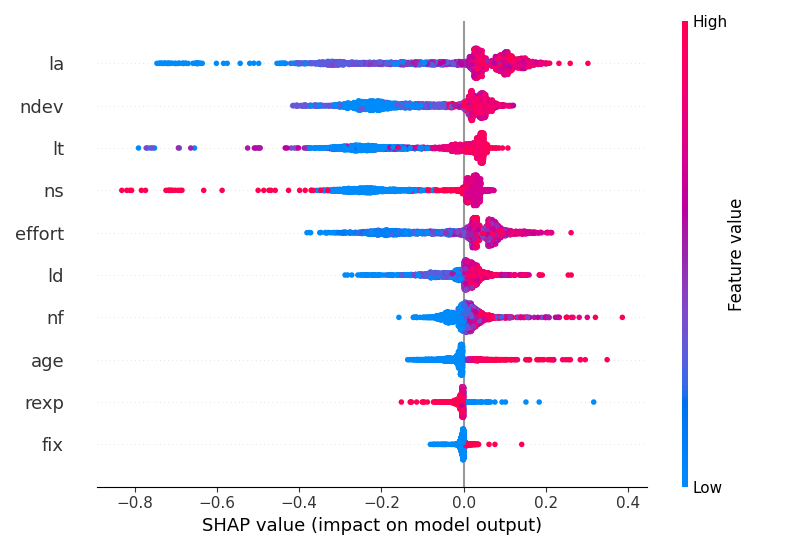 High
la
ndev
lt
ns
effort
ld
nf
age
rexp
fix
Feature value
Low
−0.8 −0.6 −0.4 −0.2 0.0 0.2 0.4
SHAP value (impact on model output)